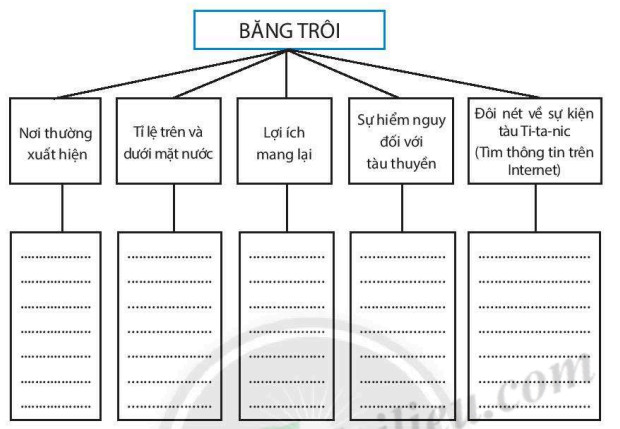 BĂNG TRÔI
Nơi thường
xuất hiện
Tỉ lệ trên và
dưới mặt nước
Lợi ích
mang lại
Sự hiểm nguy
đối với
tàu thuyền
Đôi nét về sự kiện
tàu Ti-ta-nic
(Tìm thông tin trên
Internet)